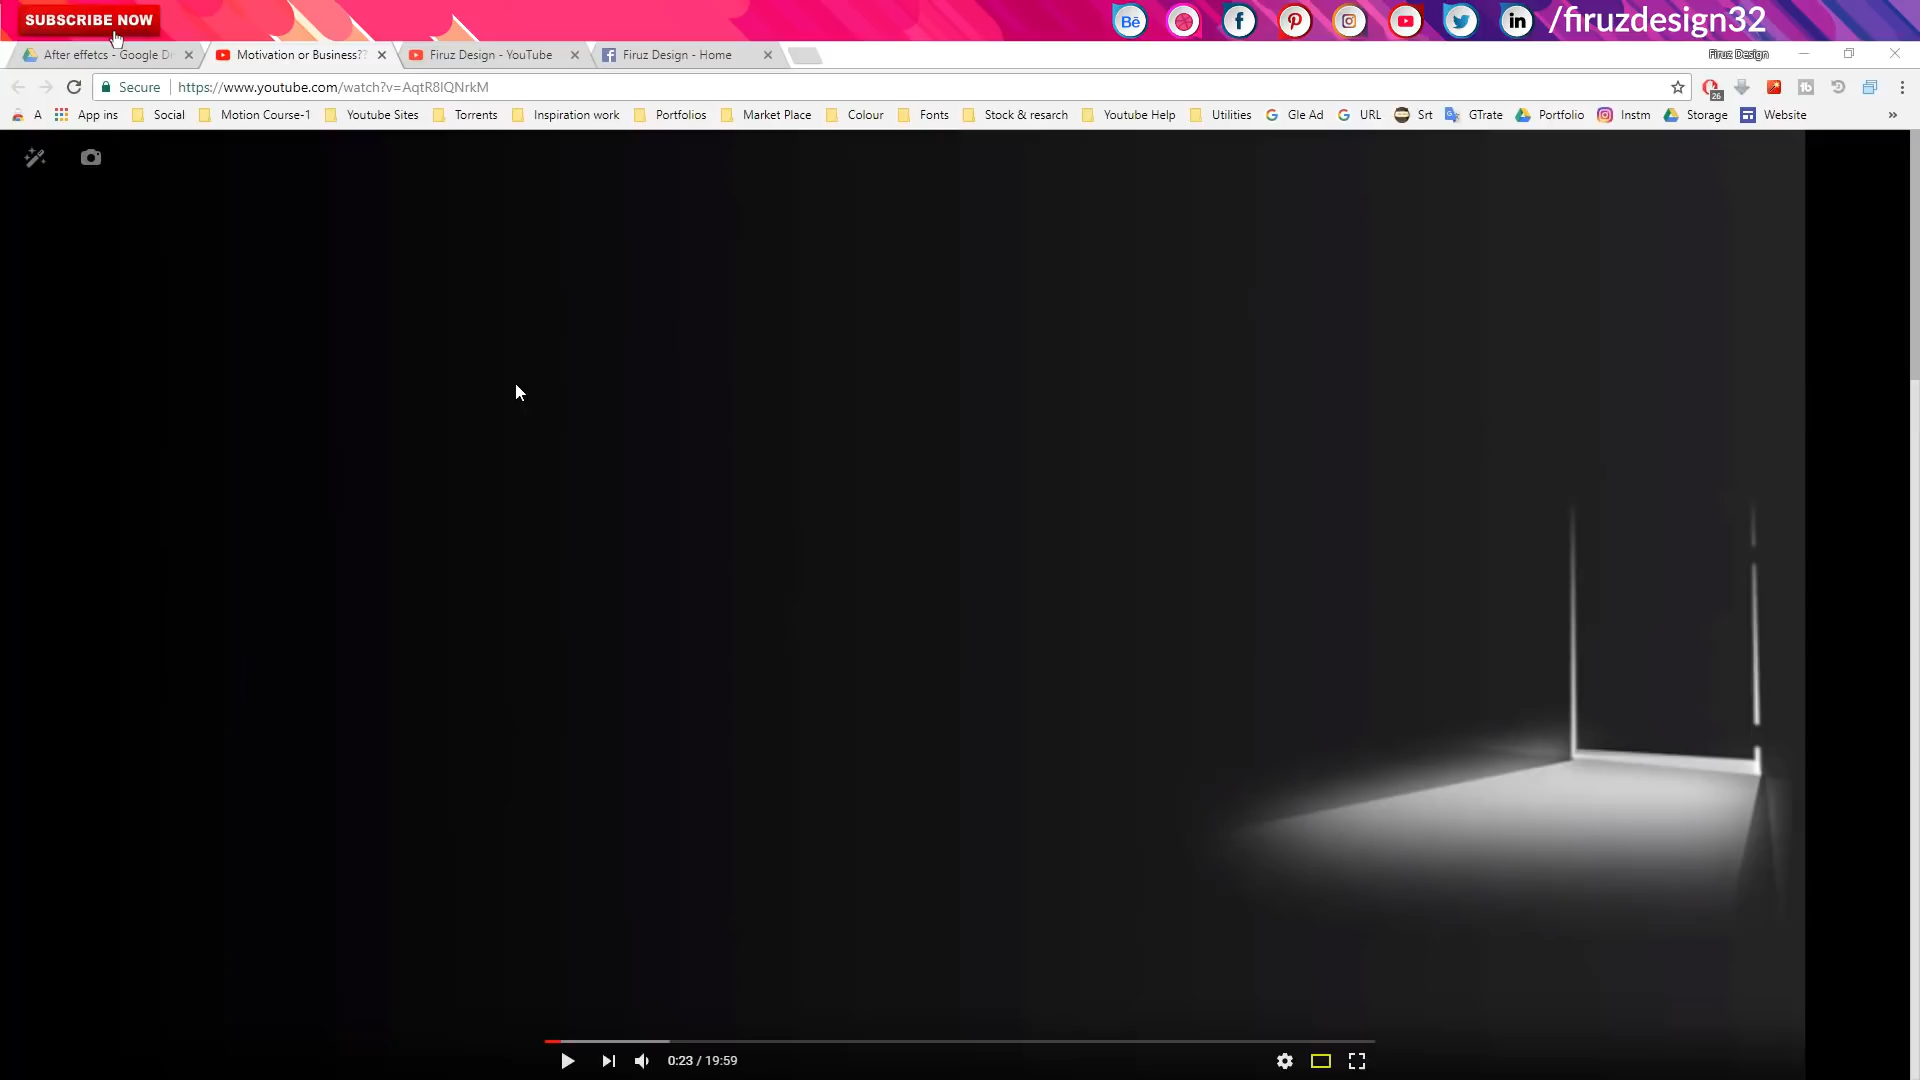 SUBSCRIBE NOW
Bē
/firuzdesign32
After effetcs - Google Dr
Motivation or Business??
Firuz Design - YouTube
Firuz Design - Home
Firuz Design
Secure
https://www.youtube.com/watch?v=AqtR8IQNrkM
26
A
App ins
Social
Motion Course-1
Youtube Sites
Torrents
Inspiration work
Portfolios
Market Place
Colour
Fonts
Stock & resarch
Youtube Help
Utilities
Gle Ad
URL
Srt
GTrate
Portfolio
Instm
Storage
Website
»
0:23 / 19:59